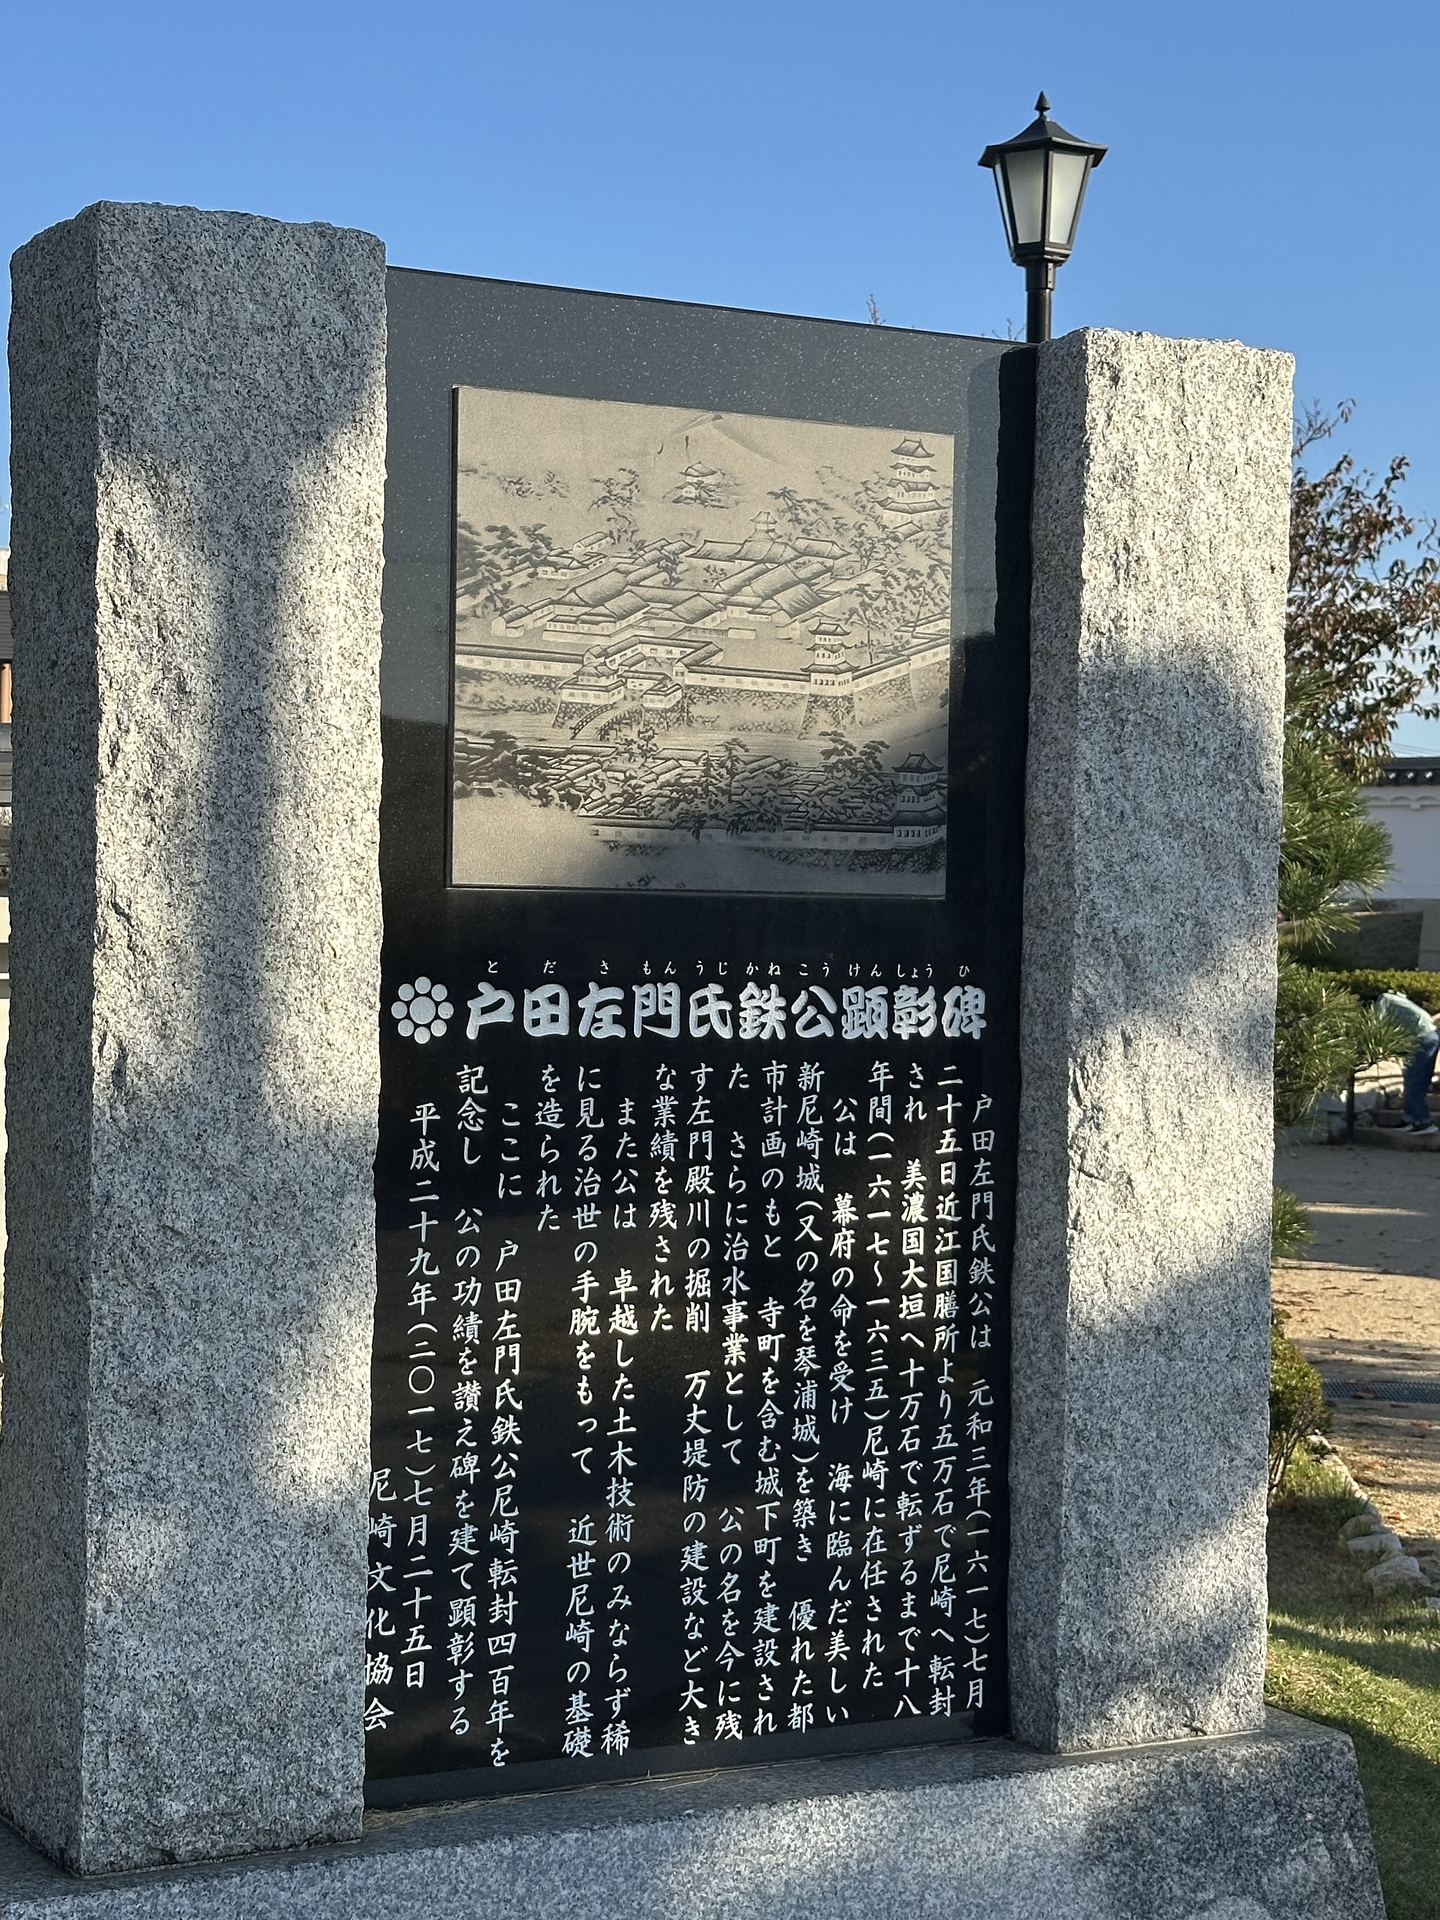 とださもんうじかねこうけんしょうひ
戸田左門氏鉄公顕彰碑
戸田左門氏鉄公は　元和三年(一六一七)七月
二十五日近江国膳所より五万石で尼崎へ転封
され　美濃国大垣へ十万石で転ずるまで十八
年間(一六一七〜一六三五)尼崎に在任された
公は　幕府の命を受け　海に臨んだ美しい
新尼崎城(又の名を琴浦城)を築き　優れた都
市計画のもと　寺町を含む城下町を建設され
た　さらに治水事業として　公の名を今に残
す左門殿川の掘削　万丈堤防の建設など大き
な業績を残された
また公は　卓越した土木技術のみならず稀
に見る治世の手腕をもって　近世尼崎の基礎
を造られた
ここに　戸田左門氏鉄公尼崎転封四百年を
記念し　公の功績を讃え碑を建て顕彰する
平成二十九年(二〇一七)七月二十五日
尼崎文化協会